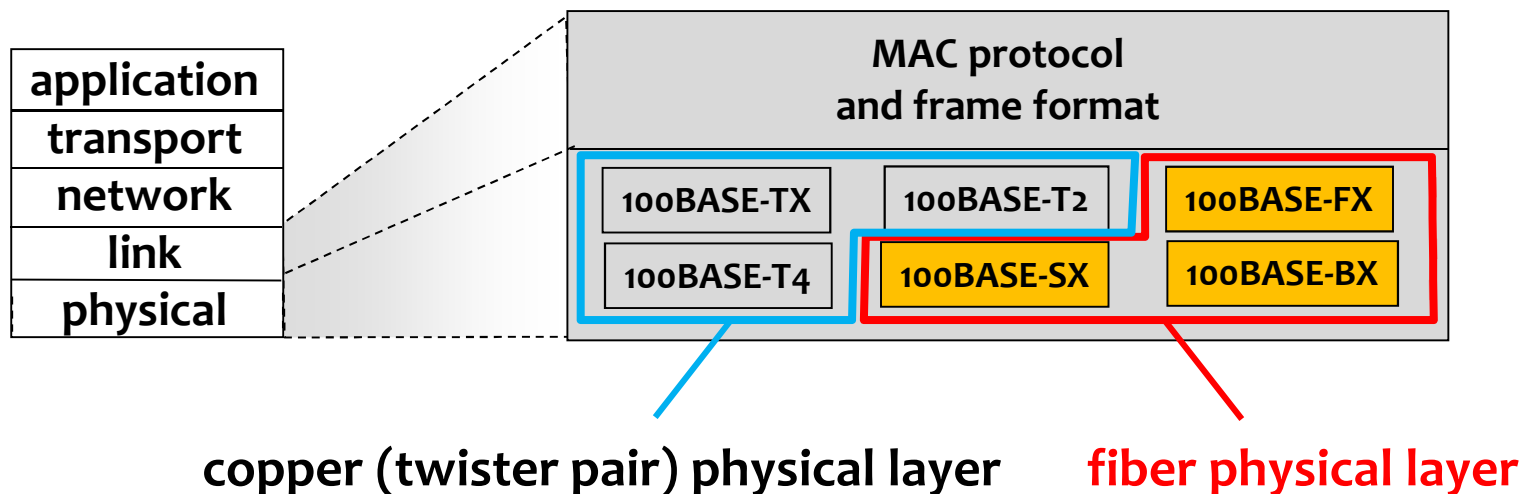 application
transport
network
link
physical
MAC protocol
and frame format
100BASE-TX
100BASE-T2
100BASE-FX
100BASE-T4
100BASE-SX
100BASE-BX
copper (twister pair) physical layer
fiber physical layer